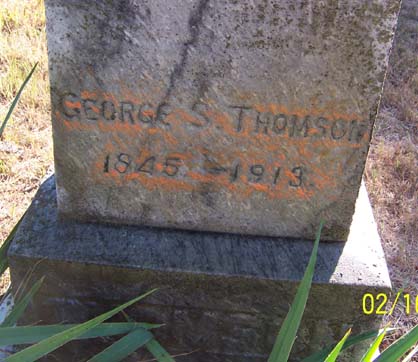 GEORGE S. THOMSON
1845 - 1913.
02/10